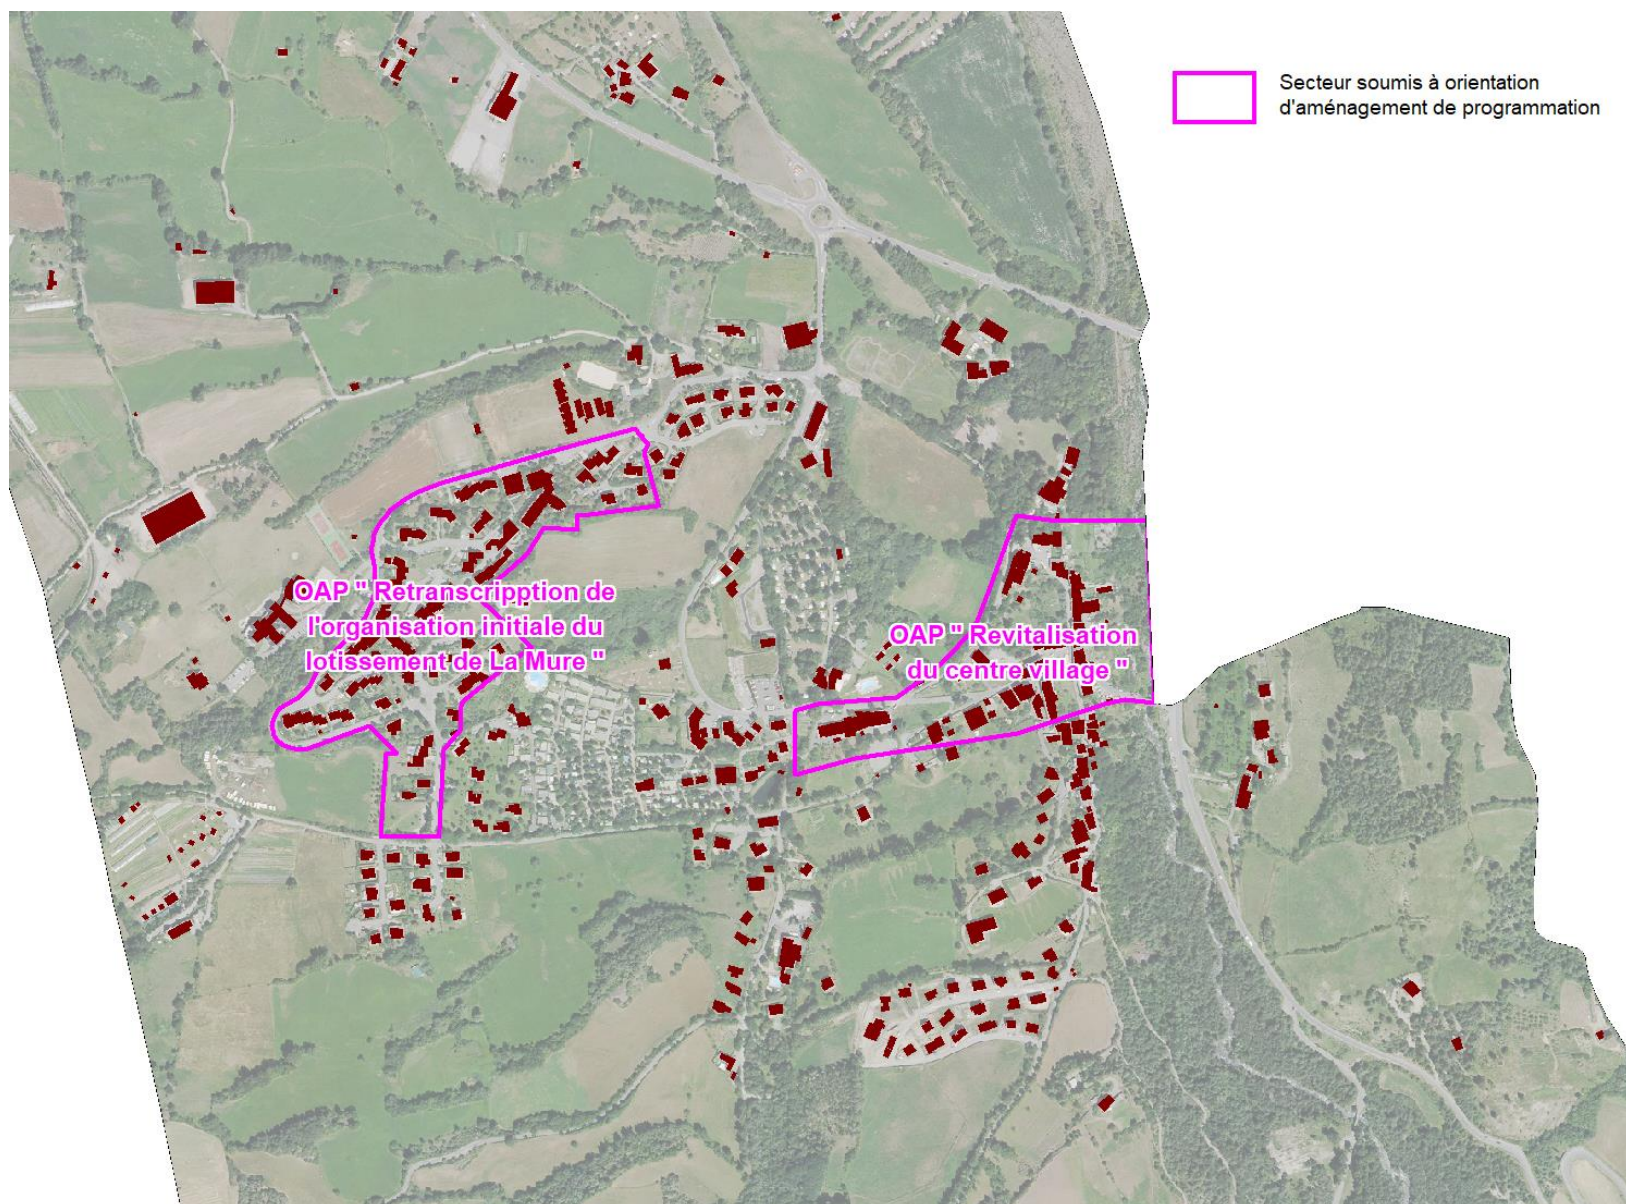 Secteur soumis à orientation
d'aménagement de programmation
OAP " Retranscripption de
l'organisation initiale du
lotissement de La Mure "
OAP " Revitalisation
du centre village "